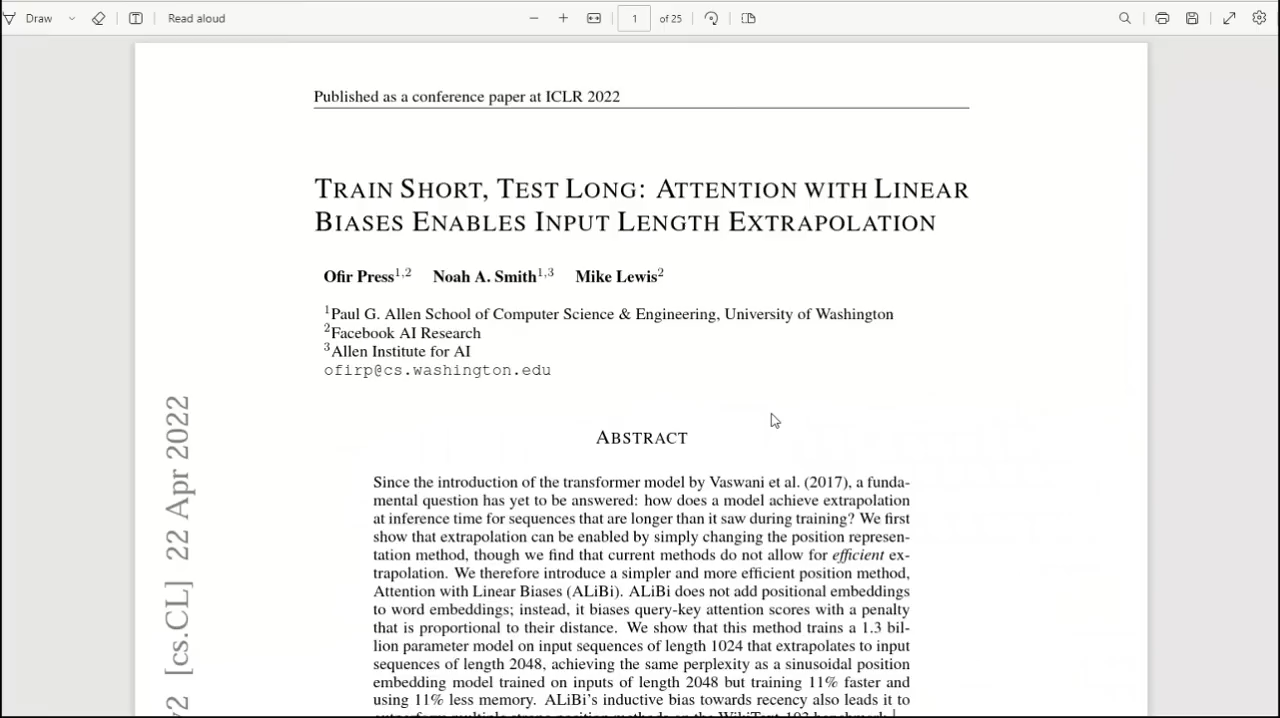 Draw
Read aloud
1 of 25
Published as a conference paper at ICLR 2022
TRAIN SHORT, TEST LONG: ATTENTION WITH LINEAR
BIASES ENABLES INPUT LENGTH EXTRAPOLATION
Ofir Press1,2 Noah A. Smith1,3 Mike Lewis2
1Paul G. Allen School of Computer Science & Engineering, University of Washington
2Facebook AI Research
3Allen Institute for AI
ofirp@cs.washington.edu
ABSTRACT
Since the introduction of the transformer model by Vaswani et al. (2017), a funda-
mental question has yet to be answered: how does a model achieve extrapolation
at inference time for sequences that are longer than it saw during training? We first
show that extrapolation can be enabled by simply changing the position represen-
tation method, though we find that current methods do not allow for efficient ex-
trapolation. We therefore introduce a simpler and more efficient position method,
Attention with Linear Biases (ALiBi). ALiBi does not add positional embeddings
to word embeddings; instead, it biases query-key attention scores with a penalty
that is proportional to their distance. We show that this method trains a 1.3 bil-
lion parameter model on input sequences of length 1024 that extrapolates to input
sequences of length 2048, achieving the same perplexity as a sinusoidal position
embedding model trained on inputs of length 2048 but training 11% faster and
using 11% less memory. ALiBi's inductive bias towards recency also leads it to
v2 [cs.CL] 22 Apr 2022